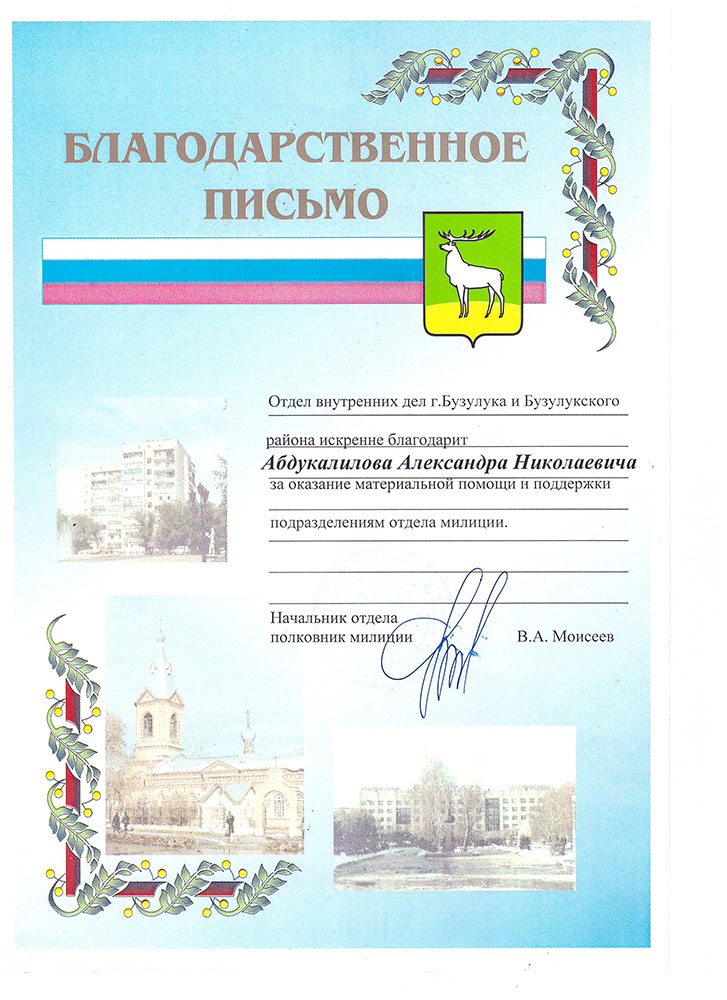 БЛАГОДАРСТВЕННОЕ
ПИСЬМО
Отдел внутренних дел г.Бузулука и Бузулукского
района искренне благодарит
Абдукалилова Александра Николаевича
за оказание материальной помощи и поддержки
подразделениям отдела милиции.
Начальник отдела
полковник милиции В.А. Моисеев